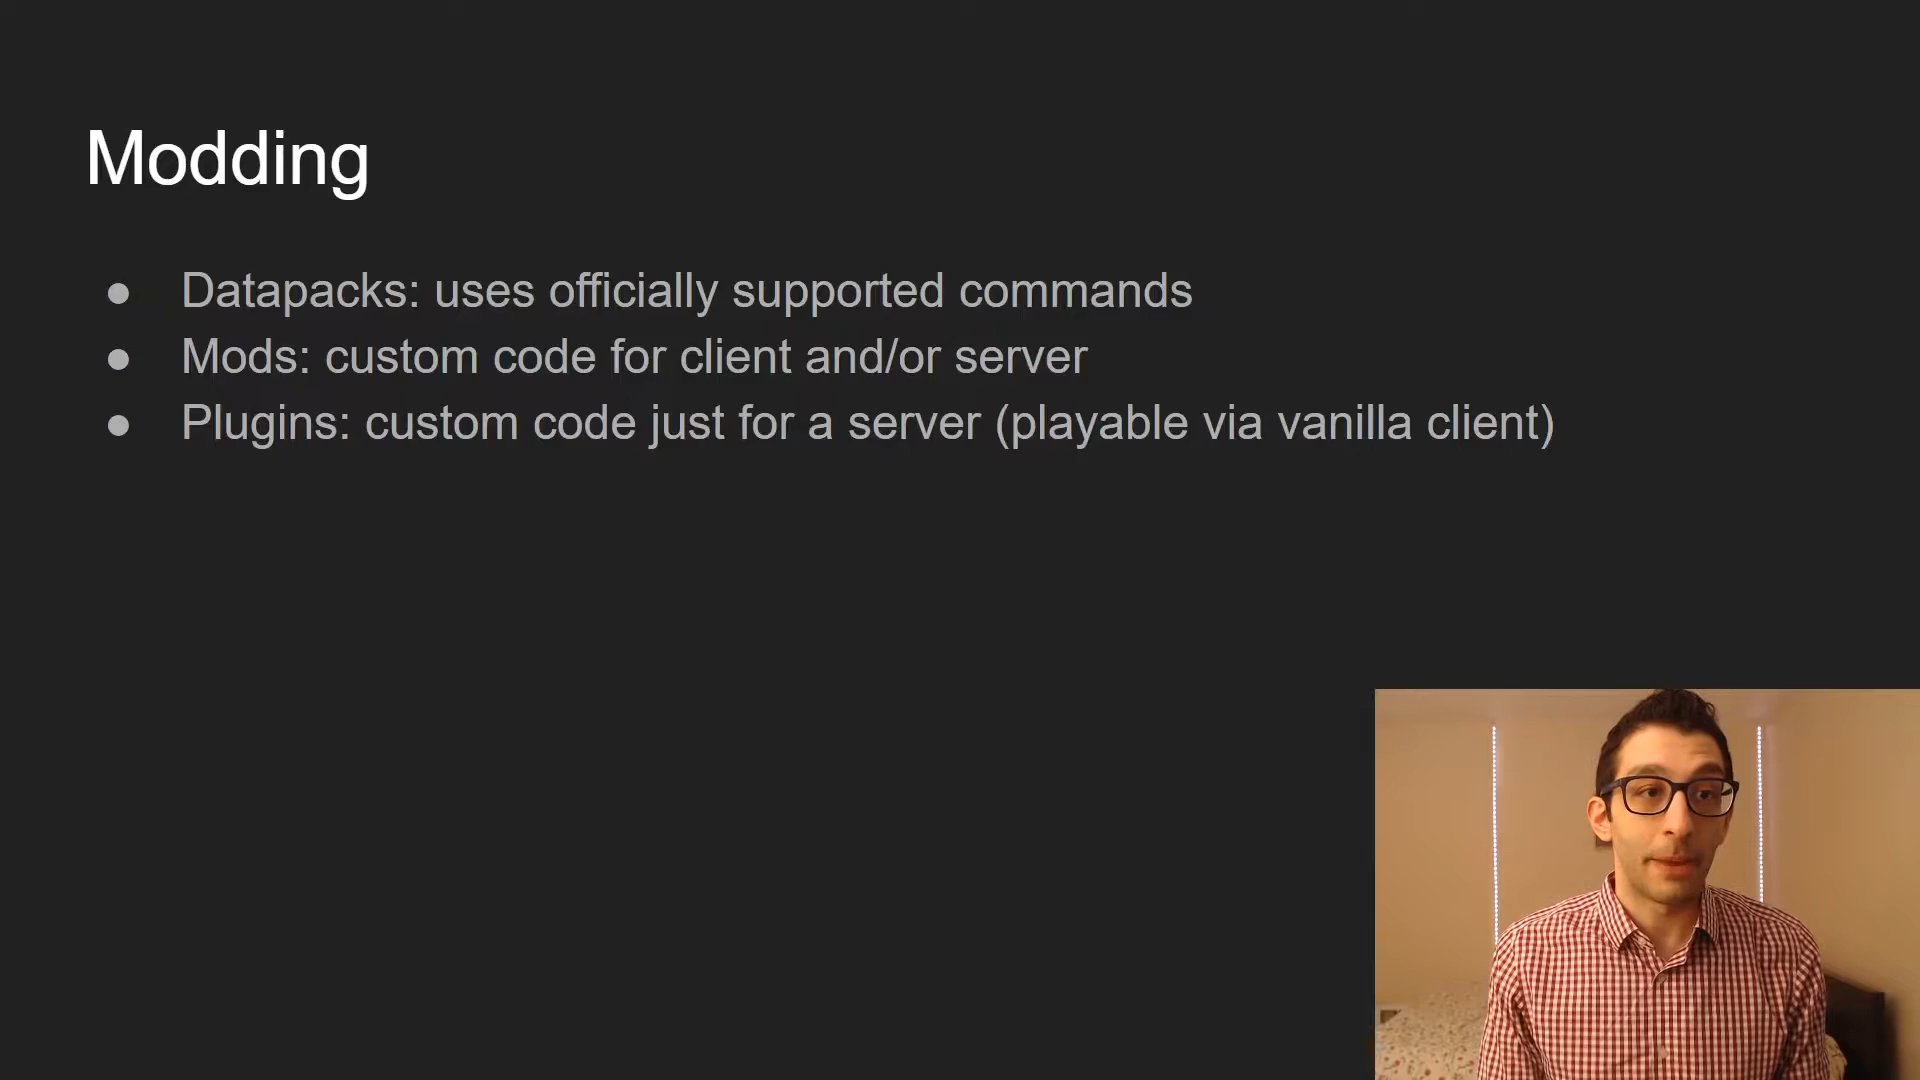 Modding
● Datapacks: uses officially supported commands
● Mods: custom code for client and/or server
● Plugins: custom code just for a server (playable via vanilla client)